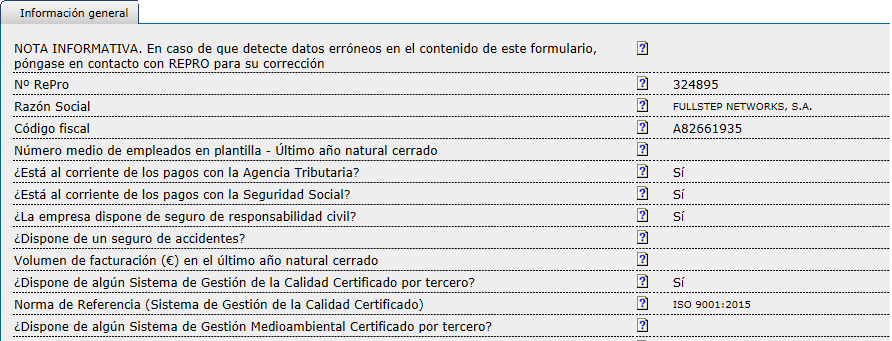 Información general
NOTA INFORMATIVA. En caso de que detecte datos erróneos en el contenido de este formulario,
póngase en contacto con REPRO para su corrección
Nº RePro 324895
Razón Social FULLSTEP NETWORKS, S.A.
Código fiscal A82661935
Número medio de empleados en plantilla - Último año natural cerrado
¿Está al corriente de los pagos con la Agencia Tributaria? Sí
¿Está al corriente de los pagos con la Seguridad Social? Sí
¿La empresa dispone de seguro de responsabilidad civil? Sí
¿Dispone de un seguro de accidentes?
Volumen de facturación (€) en el último año natural cerrado
¿Dispone de algún Sistema de Gestión de la Calidad Certificado por tercero? Sí
Norma de Referencia (Sistema de Gestión de la Calidad Certificado) ISO 9001:2015
¿Dispone de algún Sistema de Gestión Medioambiental Certificado por tercero?